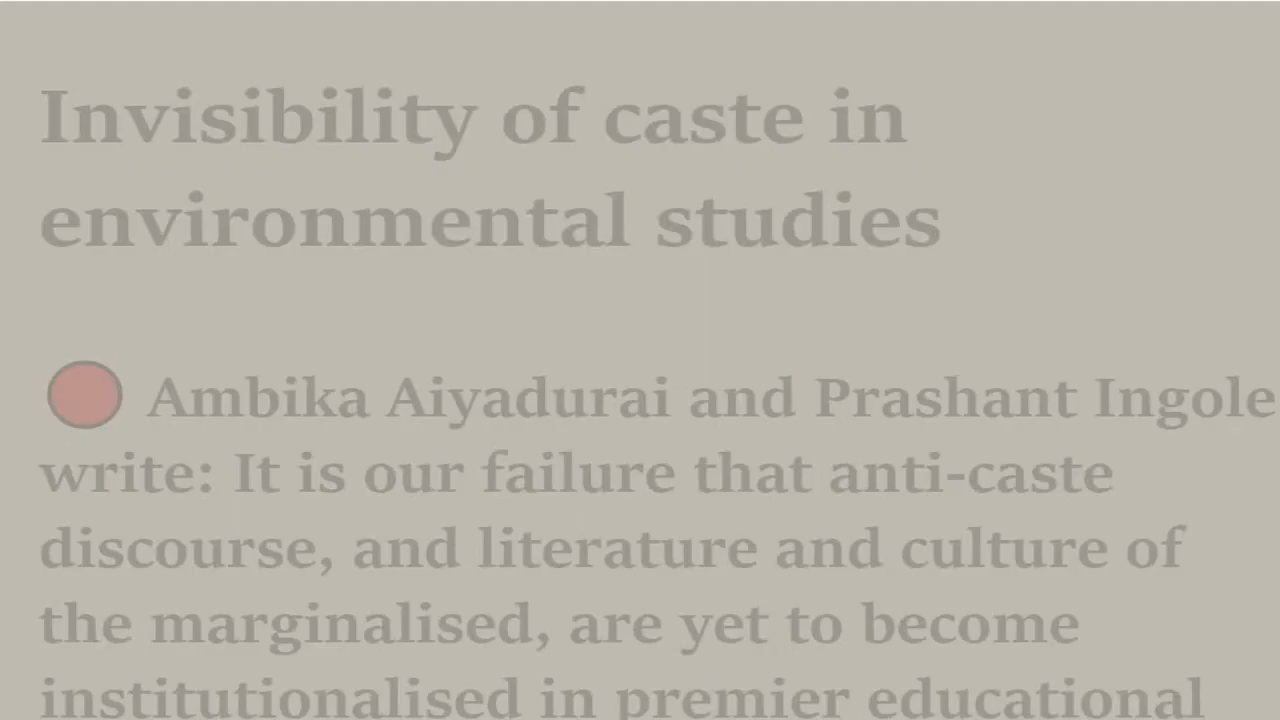 Invisibility of caste in
environmental studies
Ambika Aiyadurai and Prashant Ingole
write: It is our failure that anti-caste
discourse, and literature and culture of
the marginalised, are yet to become
institutionalised in premier educational